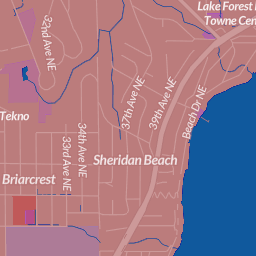 Lake Forest
Towne Cen
32nd Ave NE
37th Ave NE
39th Ave NE
Beach Dr NE
Tekno
34th Ave NE
33rd Ave NE
Sheridan Beach
Briarcrest